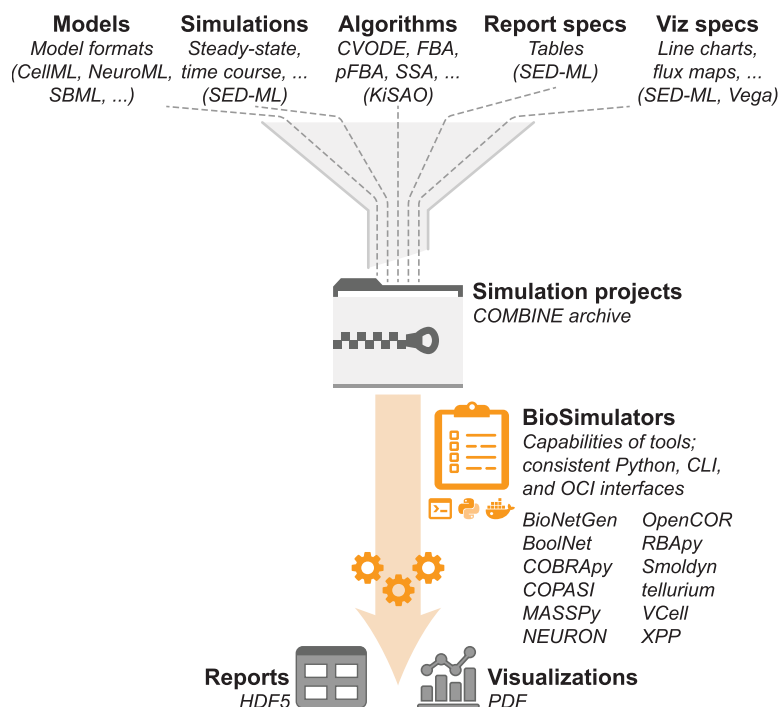 Models
Model formats
(CellML, NeuroML,
SBML, ...)
Simulations
Steady-state,
time course, ...
(SED-ML)
Algorithms
CVODE, FBA,
pFBA, SSA, ...
(KiSAO)
Report specs
Tables
(SED-ML)
Viz specs
Line charts,
flux maps, ...
(SED-ML, Vega)
Simulation projects
COMBINE archive
BioSimulators
Capabilities of tools;
consistent Python, CLI,
and OCI interfaces
BioNetGen
BoolNet
COBRApy
COPASI
MASSPy
NEURON
OpenCOR
RBApy
Smoldyn
tellurium
VCell
XPP
Reports
HDF5
Visualizations
PDF